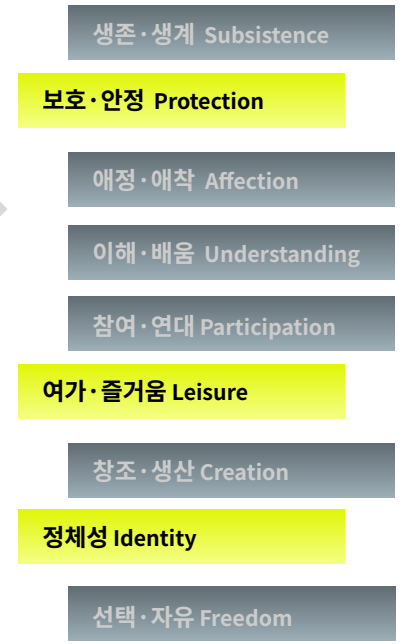 생존·생계 Subsistence
보호·안정 Protection
애정·애착 Affection
이해·배움 Understanding
참여·연대 Participation
여가·즐거움 Leisure
창조·생산 Creation
정체성 Identity
선택·자유 Freedom